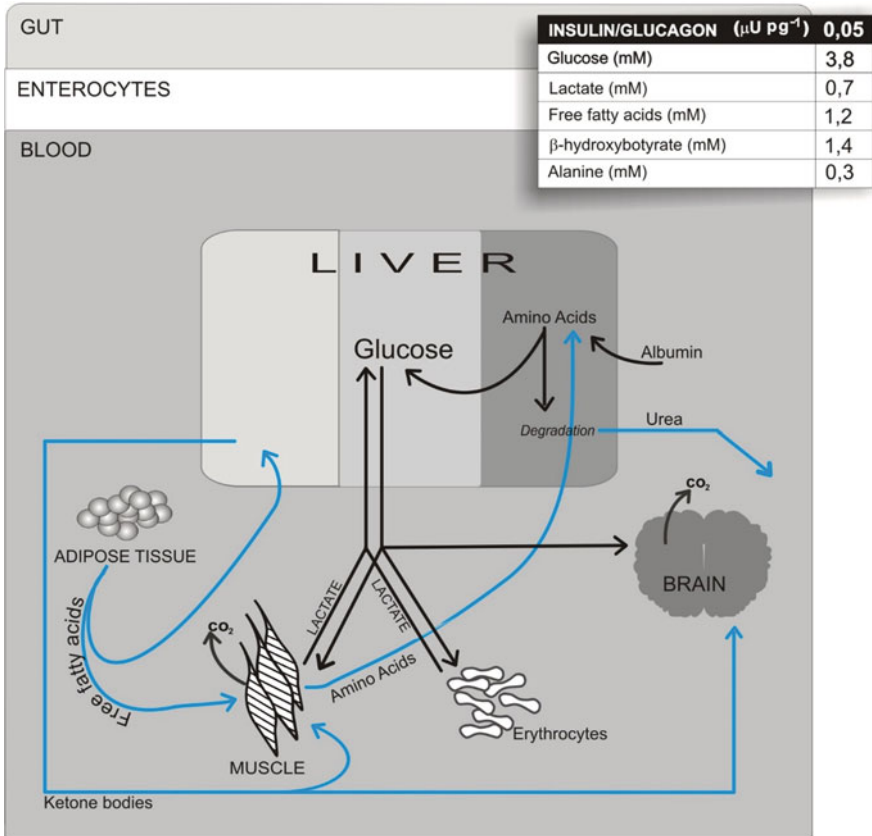 GUT
ENTEROCYTES
BLOOD
INSULIN/GLUCAGON (µU pg⁻¹) 0,05
Glucose (mM) 3,8
Lactate (mM) 0,7
Free fatty acids (mM) 1,2
β-hydroxybotyrate (mM) 1,4
Alanine (mM) 0,3
LIVER
Amino Acids
Albumin
Glucose
Degradation
Urea
CO₂
BRAIN
ADIPOSE TISSUE
Free fatty acids
CO₂
LACTATE
LACTATE
Amino Acids
Erythrocytes
MUSCLE
Ketone bodies